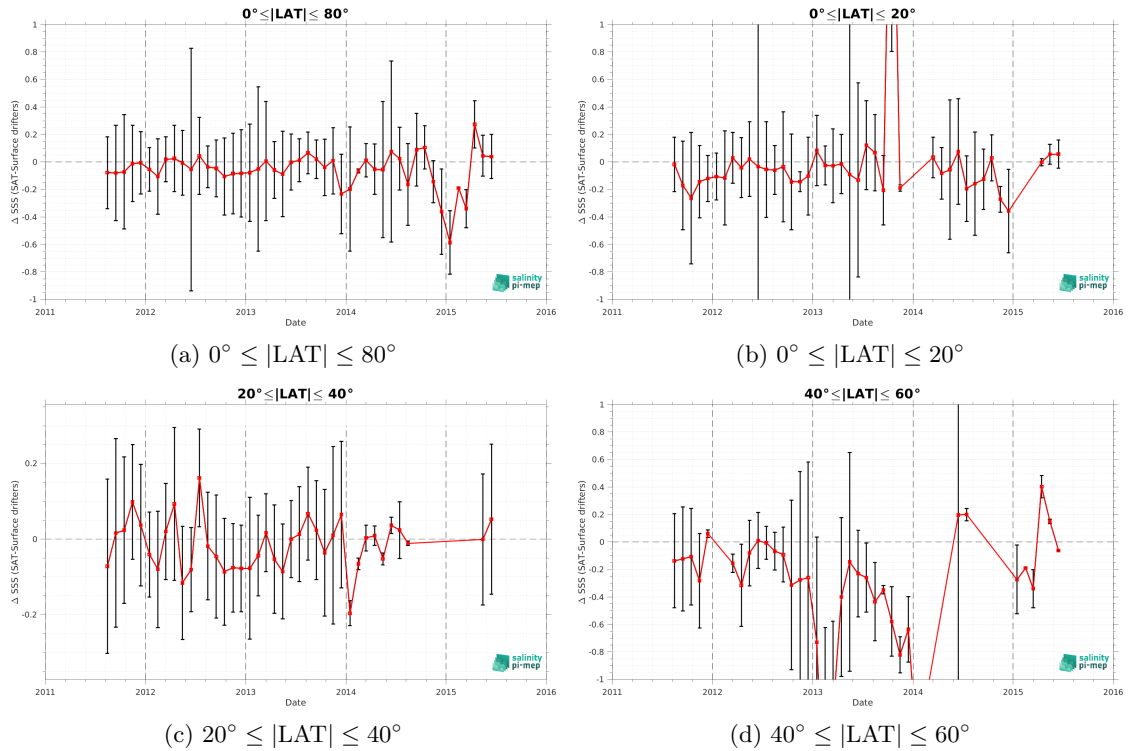 0°≤|LAT|≤ 80°
1
0.8
0.6
0.4
0.2
0
-0.2
-0.4
-0.6
-0.8
-1
Δ SSS (SAT-Surface drifters)
2011 2012 2013 2014 2015 2016
Date
salinity
pi-mep
(a) 0° ≤ |LAT| ≤ 80°
0°≤|LAT|≤ 20°
1
0.8
0.6
0.4
0.2
0
-0.2
-0.4
-0.6
-0.8
-1
Δ SSS (SAT-Surface drifters)
2011 2012 2013 2014 2015 2016
Date
salinity
pi-mep
(b) 0° ≤ |LAT| ≤ 20°
20°≤|LAT|≤ 40°
0.2
0
-0.2
Δ SSS (SAT-Surface drifters)
2011 2012 2013 2014 2015 2016
Date
salinity
pi-mep
(c) 20° ≤ |LAT| ≤ 40°
40°≤|LAT|≤ 60°
1
0.8
0.6
0.4
0.2
0
-0.2
-0.4
-0.6
-0.8
-1
Δ SSS (SAT-Surface drifters)
2011 2012 2013 2014 2015 2016
Date
salinity
pi-mep
(d) 40° ≤ |LAT| ≤ 60°